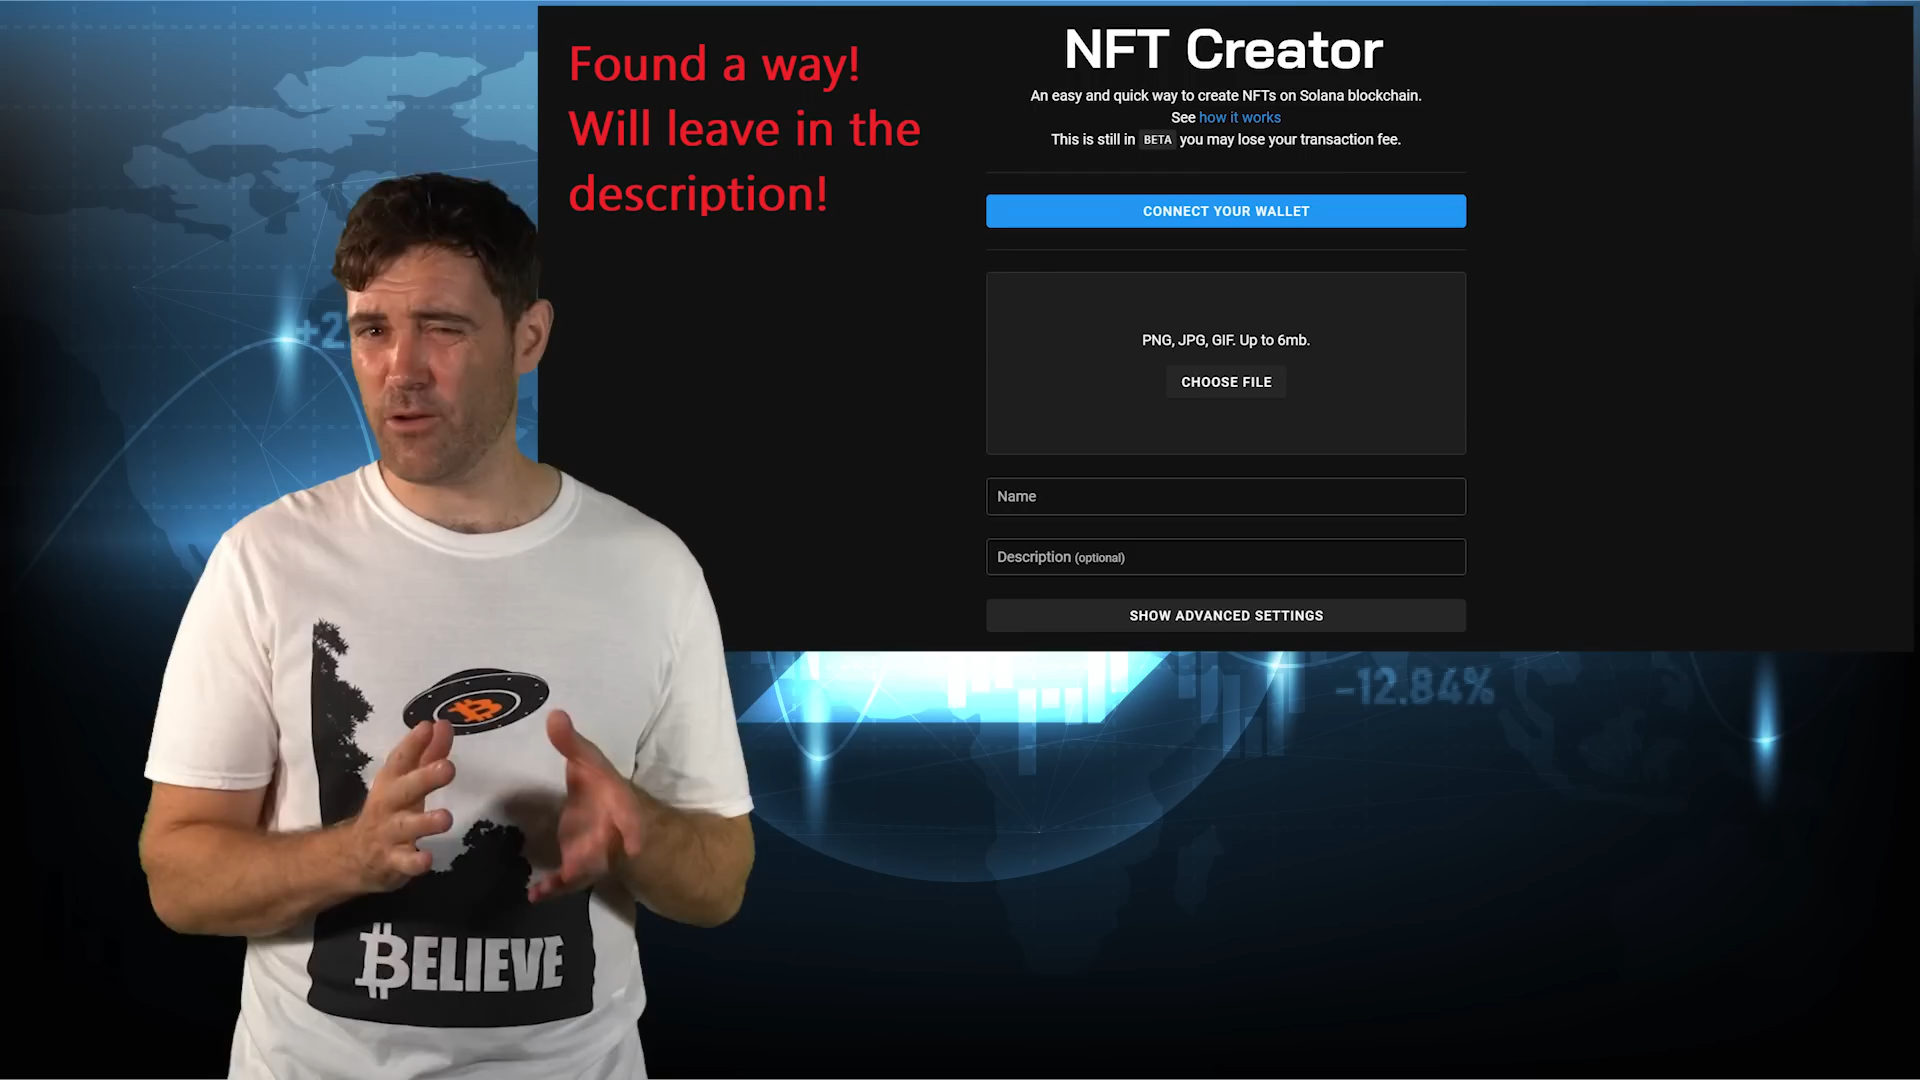 Found a way!
Will leave in the
description!
NFT Creator
An easy and quick way to create NFTs on Solana blockchain.
See how it works
This is still in BETA you may lose your transaction fee.
CONNECT YOUR WALLET
PNG, JPG, GIF. Up to 6mb.
CHOOSE FILE
Name
Description (optional)
SHOW ADVANCED SETTINGS
+2
-12.84%
₿ELIEVE